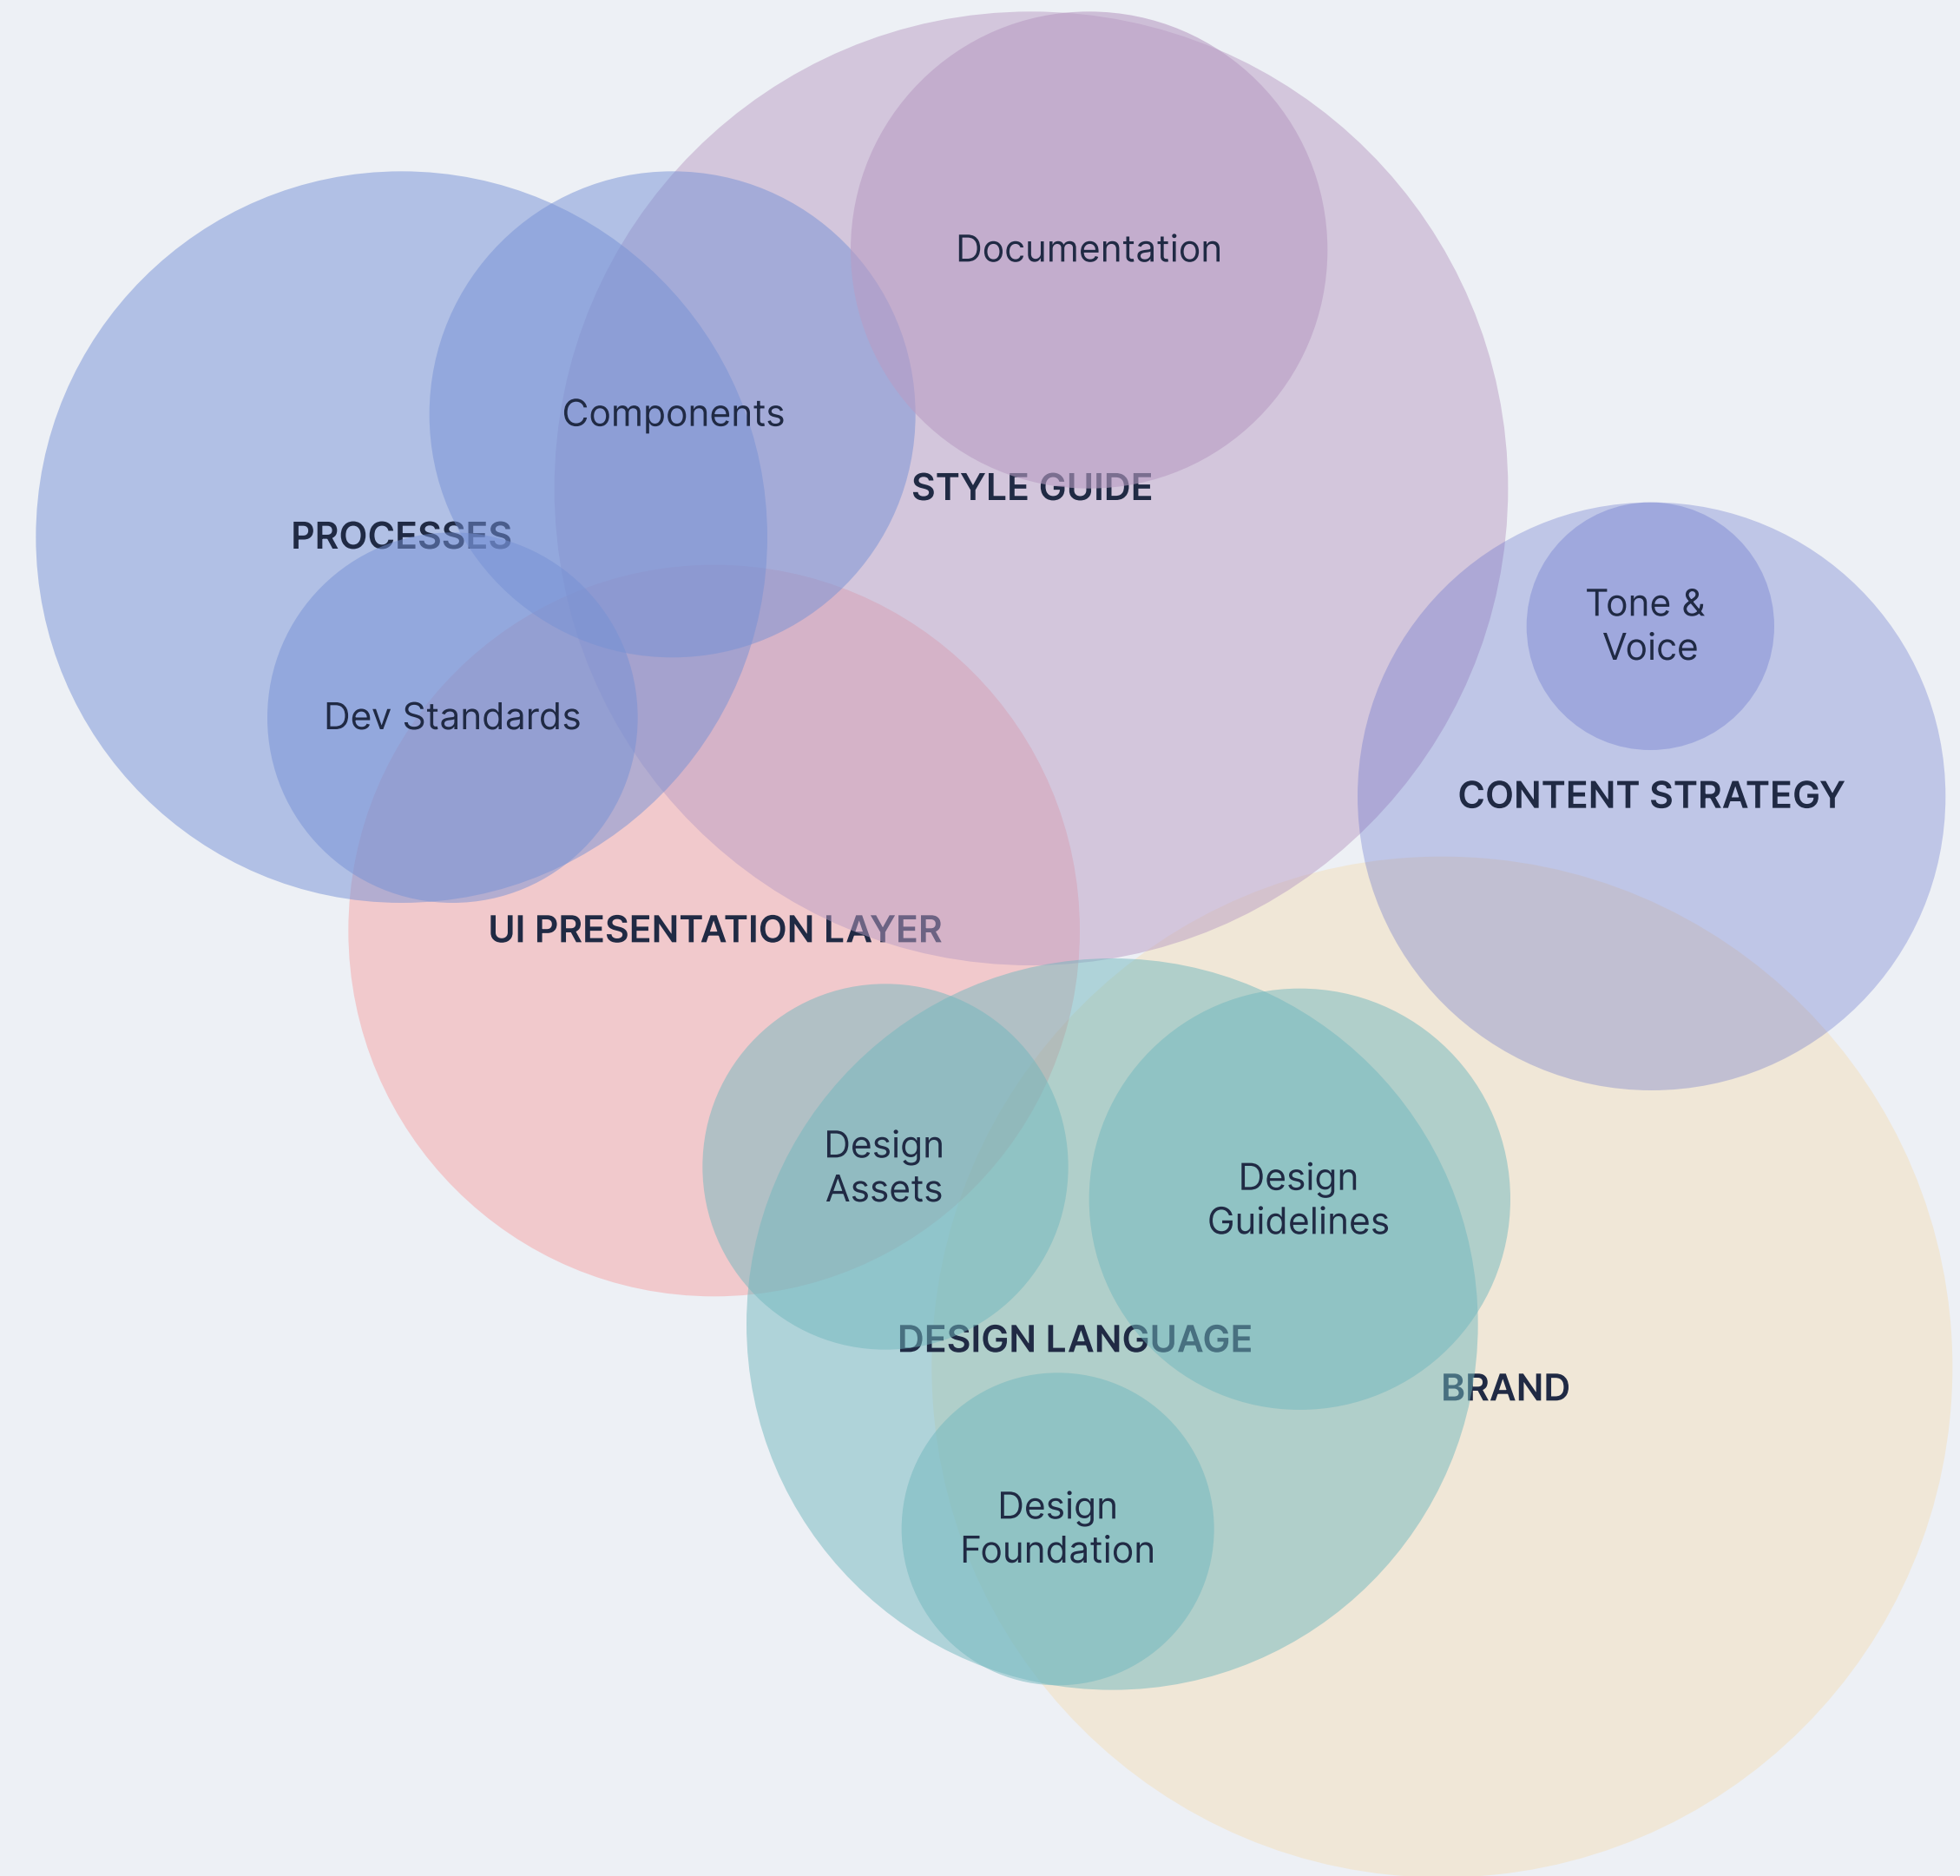 Documentation
Components
STYLE GUIDE
PROCESSES
Tone &
Voice
Dev Standards
CONTENT STRATEGY
UI PRESENTATION LAYER
Design
Assets
Design
Guidelines
DESIGN LANGUAGE
BRAND
Design
Foundation